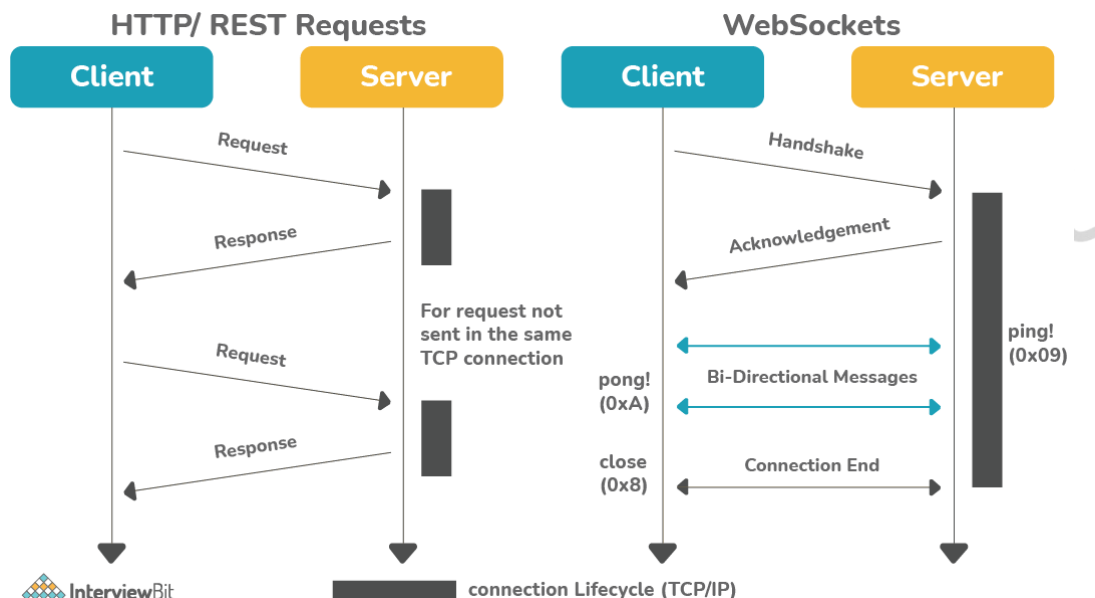 HTTP/ REST Requests
Client
Server
Request
Response
For request not
sent in the same
TCP connection
Request
Response
WebSockets
Client
Server
Handshake
Acknowledgement
ping!
(0x09)
Bi-Directional Messages
pong!
(0xA)
close
(0x8)
Connection End
InterviewBit
connection Lifecycle (TCP/IP)